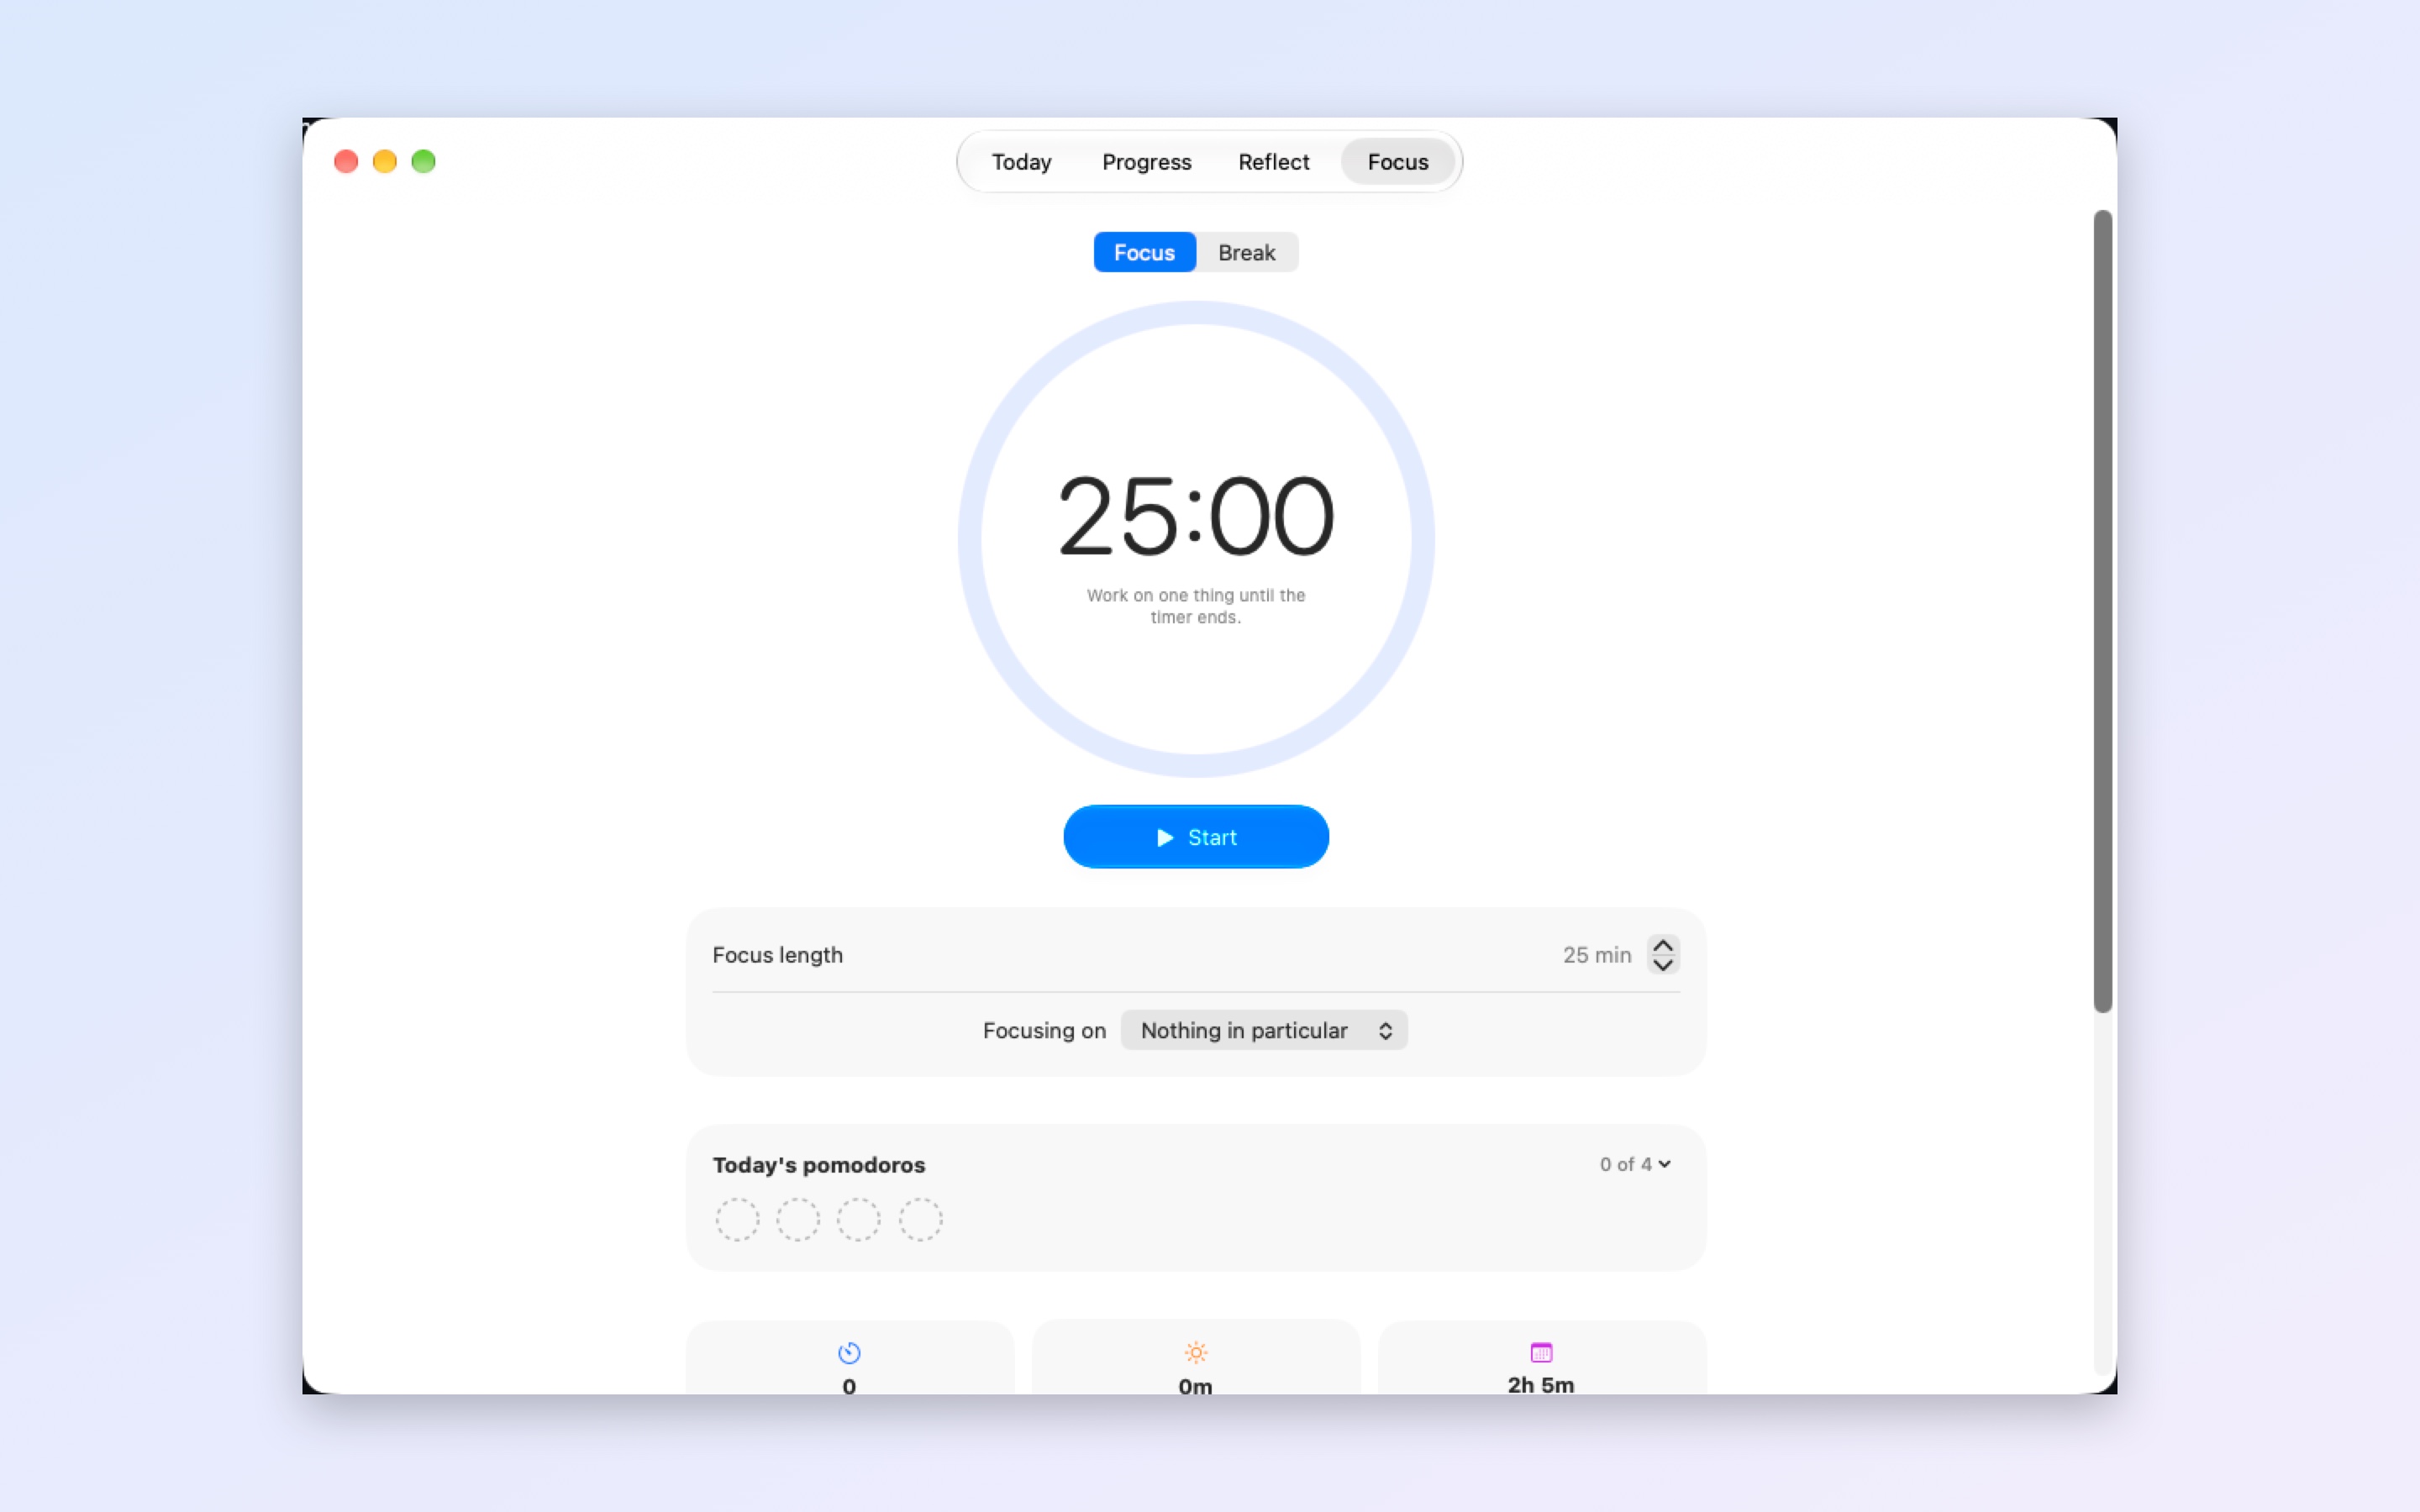 Today Progress Reflect Focus
Focus Break
25:00
Work on one thing until the
timer ends.
Start
Focus length 25 min
Focusing on Nothing in particular
Today's pomodoros 0 of 4
0 0m 2h 5m